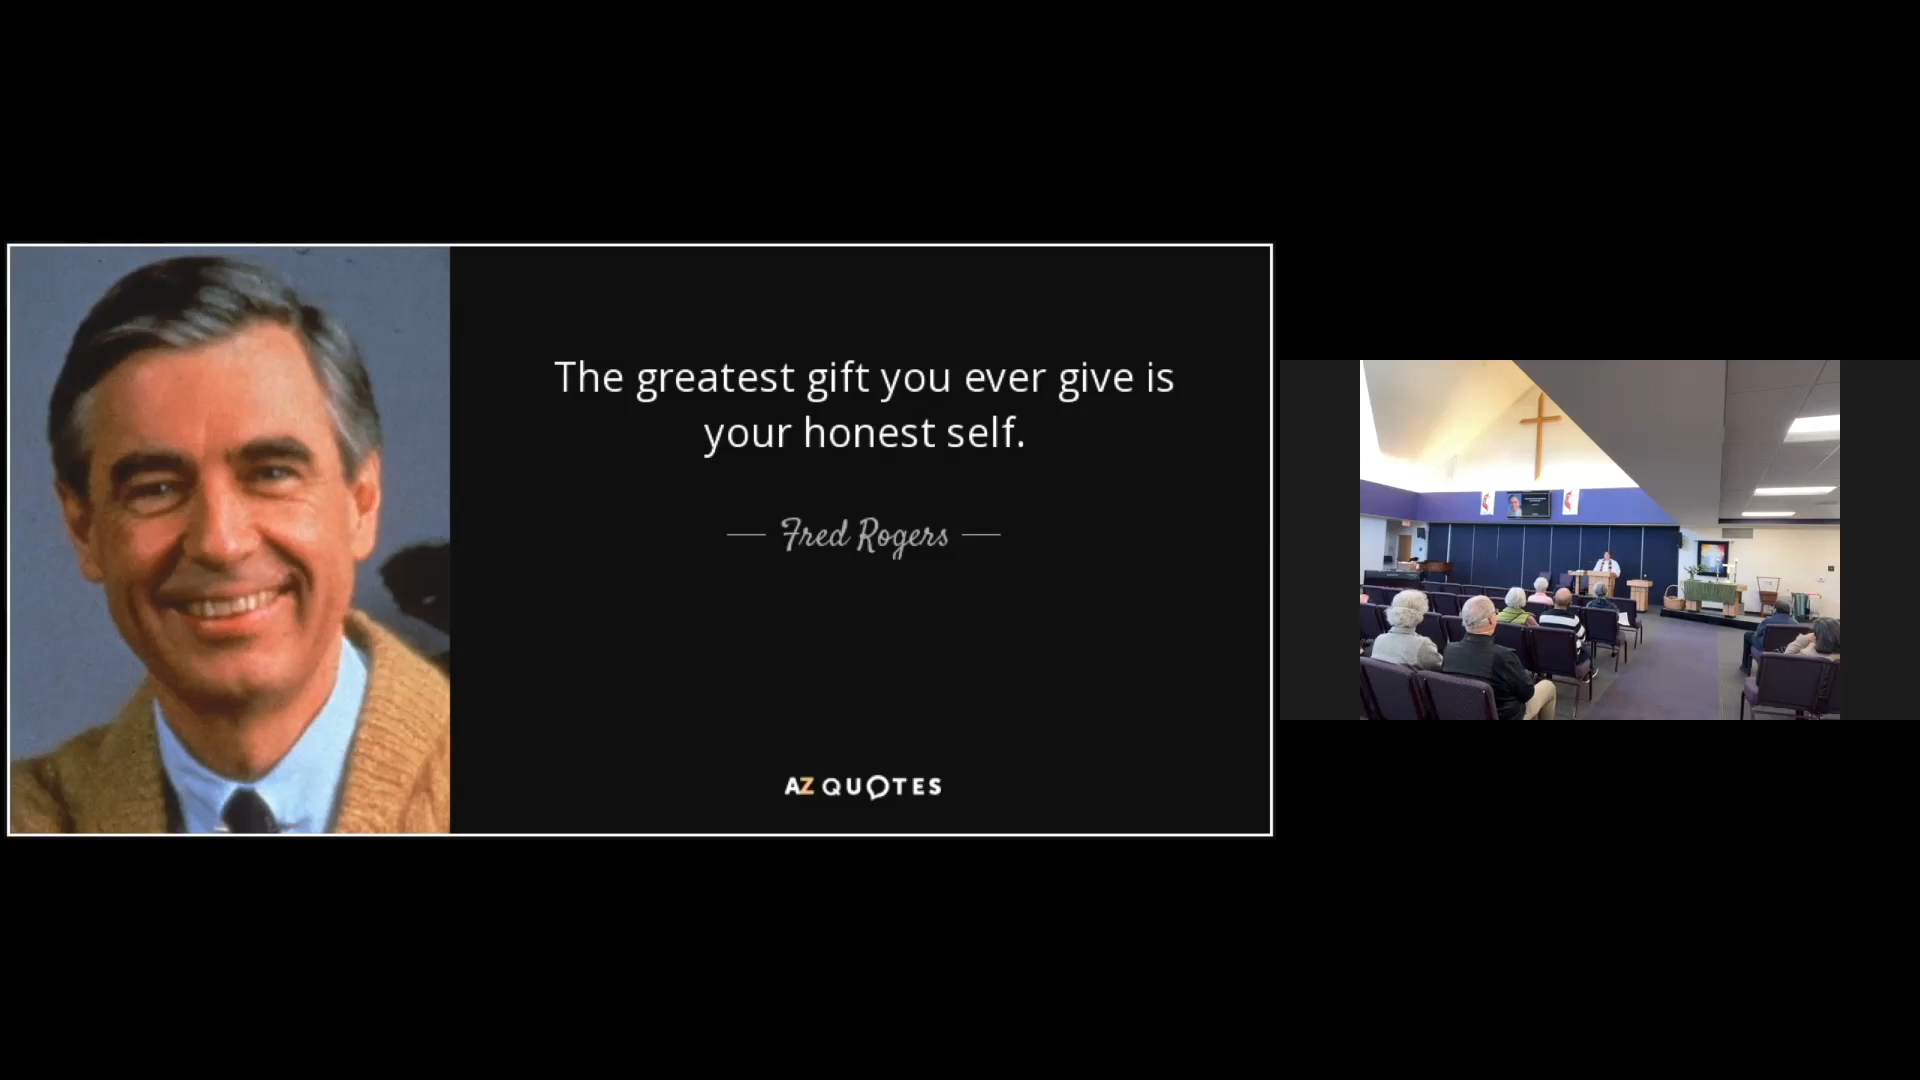 The greatest gift you ever give is
your honest self.
Fred Rogers
AZ QUOTES